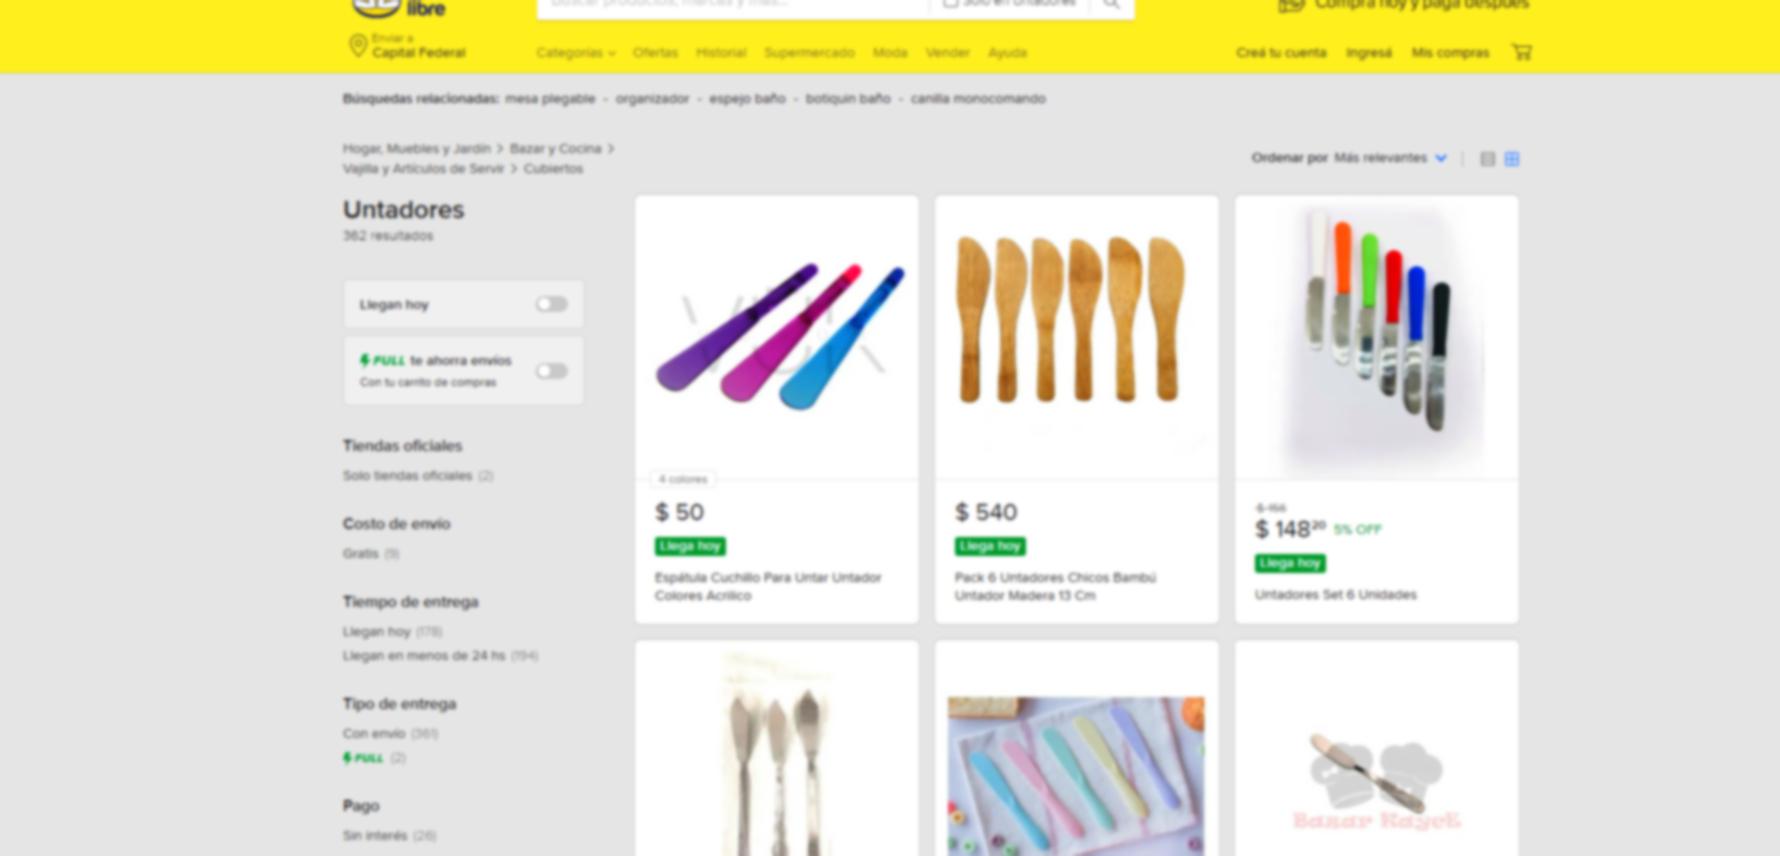 libre
Buscar productos, marcas y más...
Solo en Untadores
Comprá hoy y pagá después
Enviar a
Capital Federal
Categorías
Ofertas
Historial
Supermercado
Moda
Vender
Ayuda
Creá tu cuenta
Ingresá
Mis compras
Búsquedas relacionadas: mesa plegable - organizador - espejo baño - botiquin baño - canilla monocomando
Hogar, Muebles y Jardín > Bazar y Cocina >
Vajilla y Artículos de Servir > Cubiertos
Ordenar por Más relevantes
Untadores
362 resultados
Llegan hoy
FULL te ahorra envíos
Con tu carrito de compras
Tiendas oficiales
Solo tiendas oficiales (2)
Costo de envío
Gratis (9)
Tiempo de entrega
Llegan hoy (178)
Llegan en menos de 24 hs (194)
Tipo de entrega
Con envío (361)
FULL (2)
Pago
Sin interés (26)
4 colores
$ 50
Llega hoy
Espátula Cuchillo Para Untar Untador
Colores Acrilico
$ 540
Llega hoy
Pack 6 Untadores Chicos Bambú
Untador Madera 13 Cm
$ 156
$ 148²⁰ 5% OFF
Llega hoy
Untadores Set 6 Unidades
Bazar KayeK